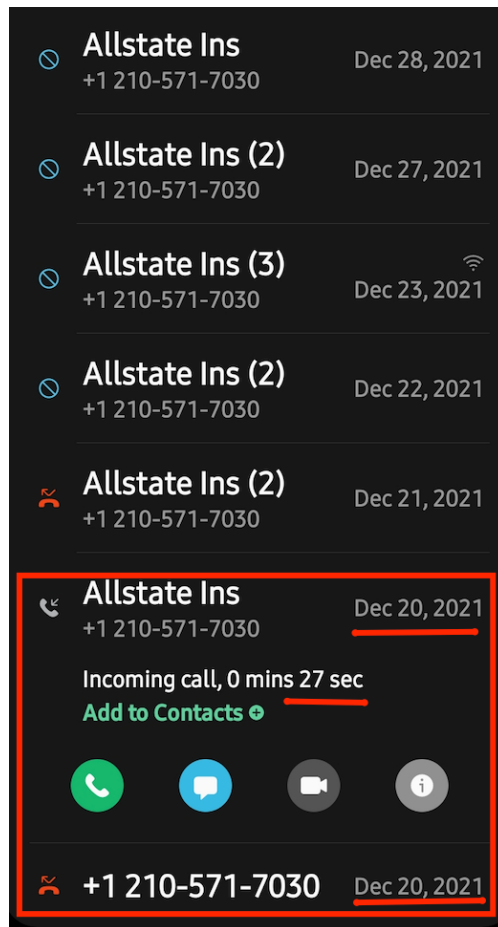 Allstate Ins
+1 210-571-7030
Dec 28, 2021
Allstate Ins (2)
+1 210-571-7030
Dec 27, 2021
Allstate Ins (3)
+1 210-571-7030
Dec 23, 2021
Allstate Ins (2)
+1 210-571-7030
Dec 22, 2021
Allstate Ins (2)
+1 210-571-7030
Dec 21, 2021
Allstate Ins
+1 210-571-7030
Dec 20, 2021
Incoming call, 0 mins 27 sec
Add to Contacts
+1 210-571-7030
Dec 20, 2021